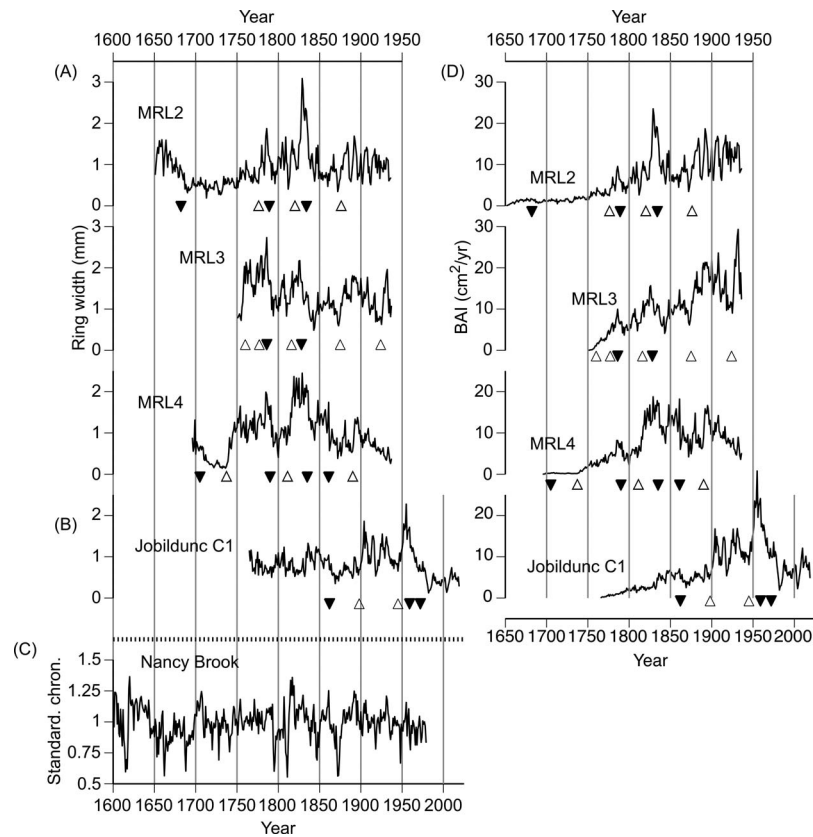 Year
1600 1650 1700 1750 1800 1850 1900 1950
(A)
3
2
1
0
MRL2
Ring width (mm)
3
2
1
0
MRL3
2
1
0
MRL4
(B)
2
1
0
Jobildunc C1
(C)
Standard. chron.
1.5
1.25
1
0.75
0.5
Nancy Brook
1600 1650 1700 1750 1800 1850 1900 1950 2000
Year
Year
1650 1700 1750 1800 1850 1900 1950
(D)
30
20
10
0
MRL2
BAI (cm2/yr)
30
20
10
0
MRL3
20
10
0
MRL4
20
10
0
Jobildunc C1
1650 1700 1750 1800 1850 1900 1950 2000
Year